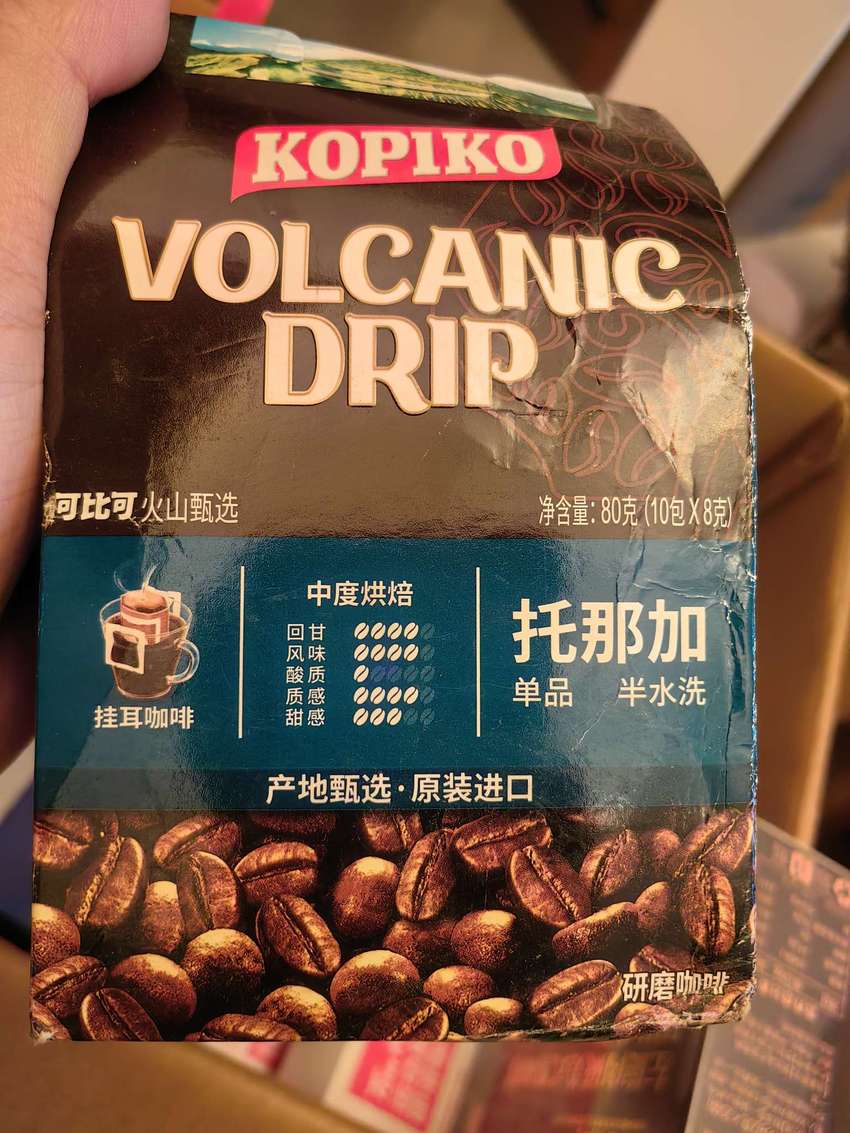 KOPIKO
VOLCANIC
DRIP
可比可 火山甄选
净含量: 80克 (10包X8克)
挂耳咖啡
中度烘焙
回甘
风味
酸质
质感
甜感
托那加
单品 半水洗
产地甄选·原装进口
研磨咖啡